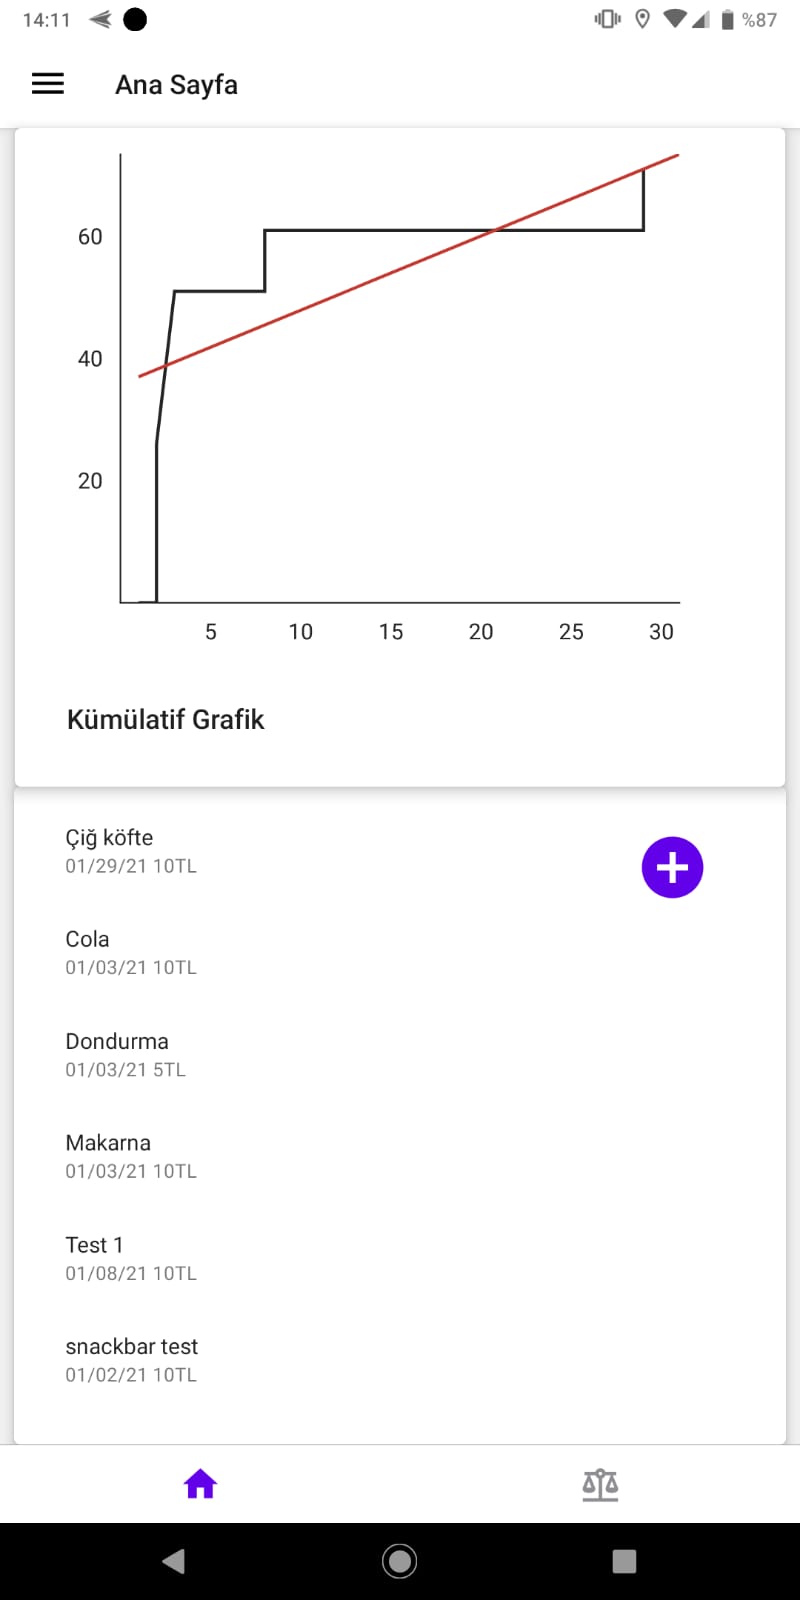 14:11 %87
Ana Sayfa
60
40
20
5 10 15 20 25 30
Kümülatif Grafik
Çiğ köfte
01/29/21 10TL
Cola
01/03/21 10TL
Dondurma
01/03/21 5TL
Makarna
01/03/21 10TL
Test 1
01/08/21 10TL
snackbar test
01/02/21 10TL